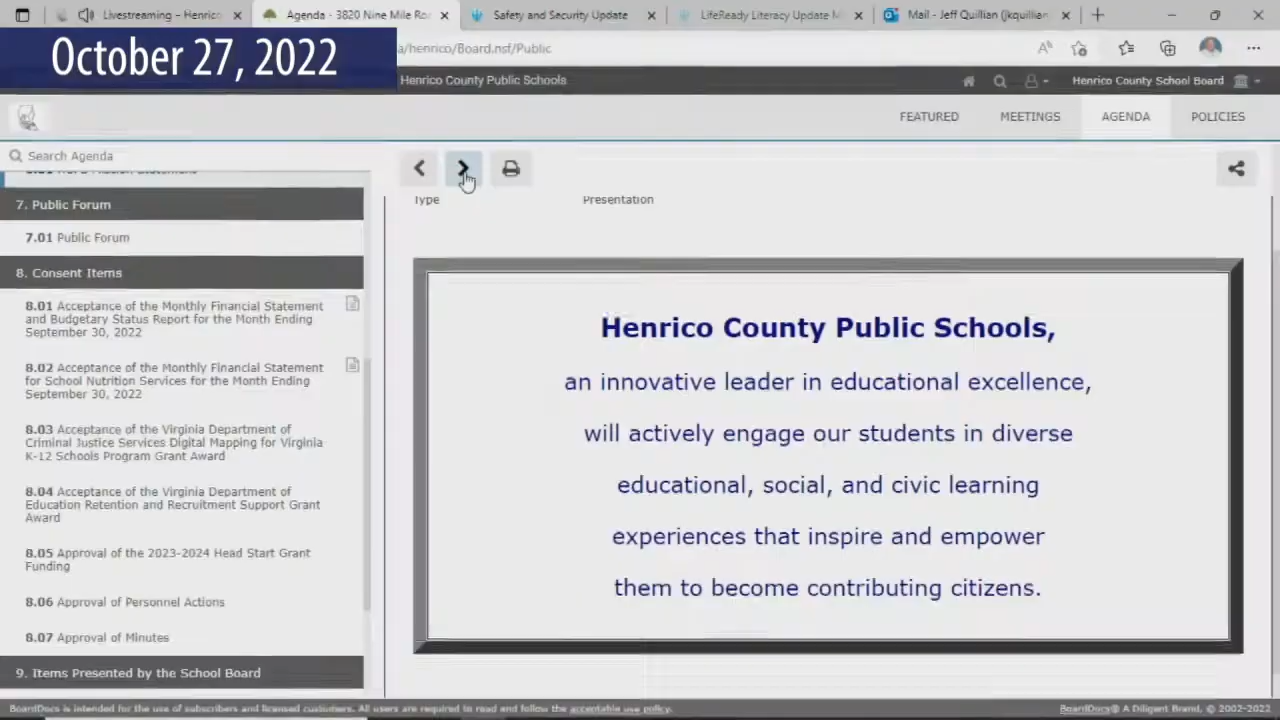 Livestreaming – Henric
Agenda - 3820 Nine Mile Ro
Safety and Security Update
LifeReady Literacy Update M
Mail - Jeff Quillian (jkquillian
October 27, 2022
a/henrico/Board.nsf/Public
Henrico County Public Schools
Henrico County School Board
FEATURED
MEETINGS
AGENDA
POLICIES
Search Agenda
Type
Presentation
7. Public Forum
7.01 Public Forum
8. Consent Items
8.01 Acceptance of the Monthly Financial Statement
and Budgetary Status Report for the Month Ending
September 30, 2022
8.02 Acceptance of the Monthly Financial Statement
for School Nutrition Services for the Month Ending
September 30, 2022
8.03 Acceptance of the Virginia Department of
Criminal Justice Services Digital Mapping for Virginia
K-12 Schools Program Grant Award
8.04 Acceptance of the Virginia Department of
Education Retention and Recruitment Support Grant
Award
8.05 Approval of the 2023-2024 Head Start Grant
Funding
8.06 Approval of Personnel Actions
8.07 Approval of Minutes
9. Items Presented by the School Board
Henrico County Public Schools,
an innovative leader in educational excellence,
will actively engage our students in diverse
educational, social, and civic learning
experiences that inspire and empower
them to become contributing citizens.
BoardDocs is intended for the use of subscribers and licensed customers. All users are required to read and follow the acceptable use policy.
BoardDocs® A Diligent Brand, © 2002-2022